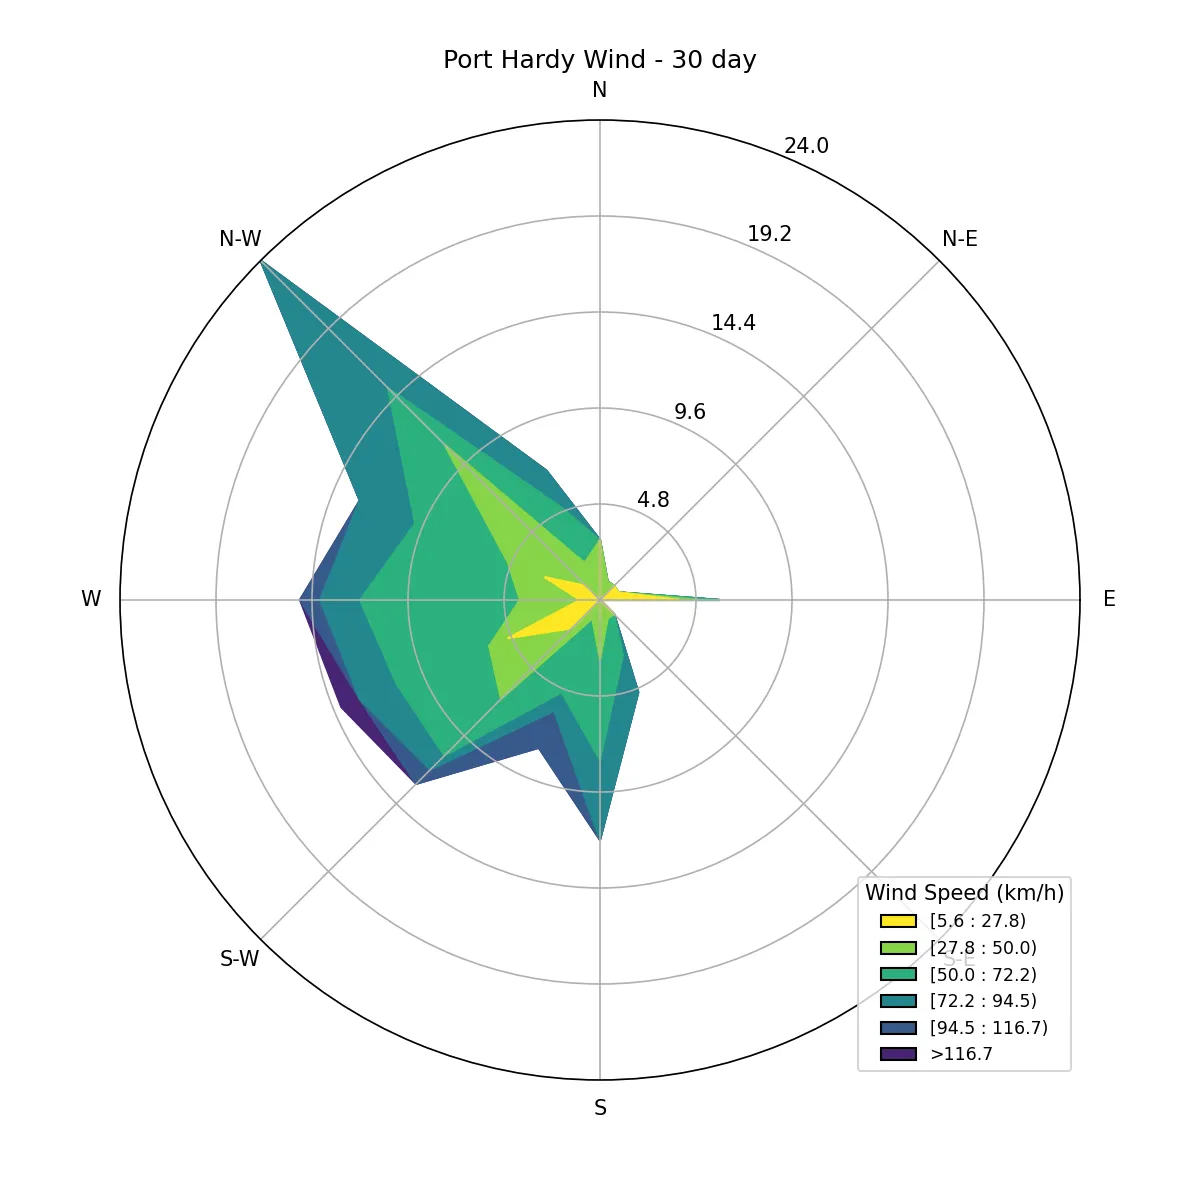 Port Hardy Wind - 30 day
N
24.0
19.2
N-W
N-E
14.4
9.6
4.8
W
E
S-W
S-E
S
Wind Speed (km/h)
[5.6 : 27.8)
[27.8 : 50.0)
[50.0 : 72.2)
[72.2 : 94.5)
[94.5 : 116.7)
>116.7